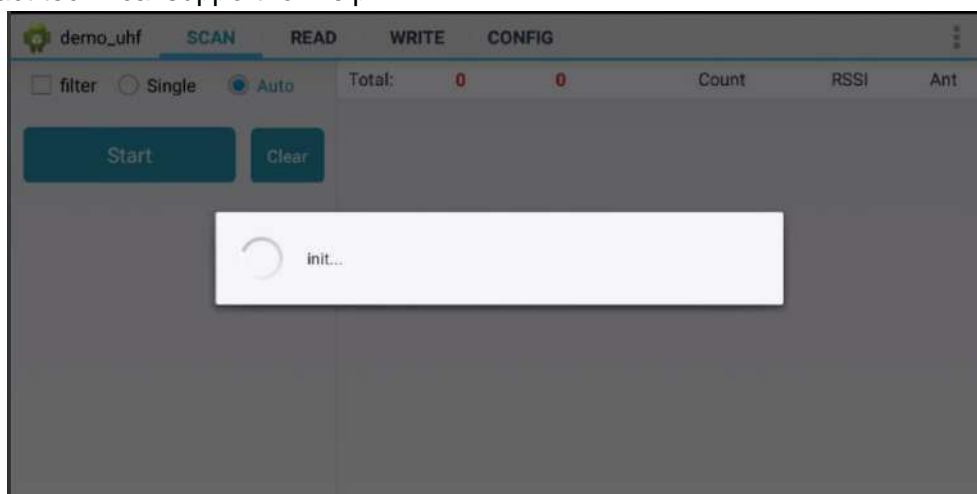 demo_uhf SCAN READ WRITE CONFIG
filter Single Auto Total: 0 0 Count RSSI Ant
Start Clear
init...